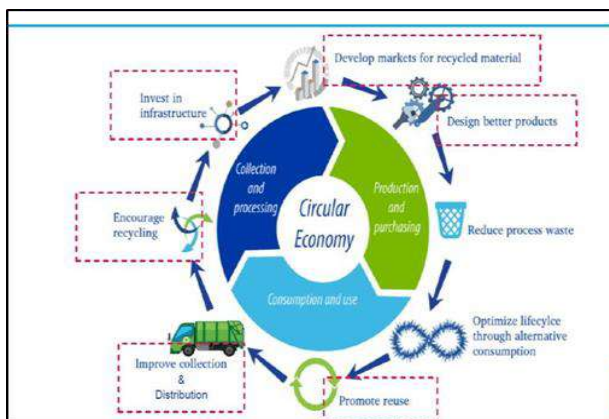 Develop markets for recycled material
Invest in
infrastructure
Design better products
Collection
and
processing
Production
and
purchasing
Circular
Economy
Encourage
recycling
Reduce process waste
Consumption and use
Optimize lifecylce
through alternative
consumption
Improve collection
&
Distribution
Promote reuse